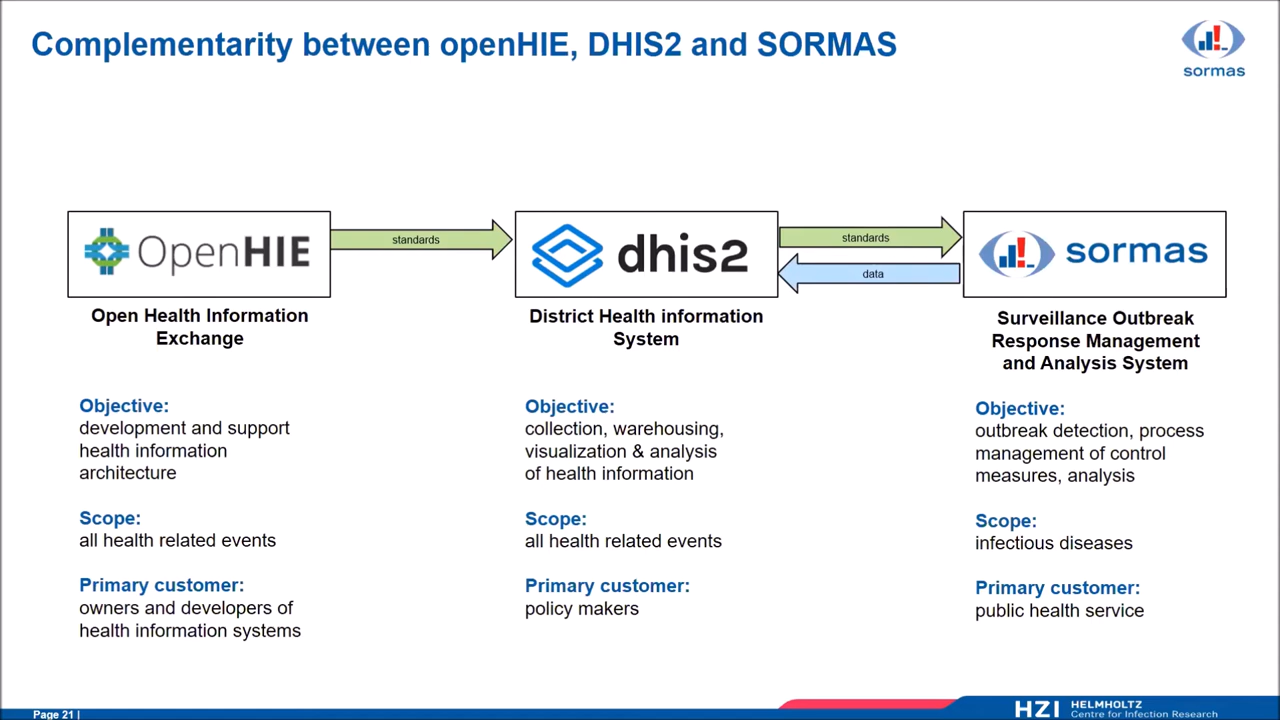 Complementarity between openHIE, DHIS2 and SORMAS
sormas
OpenHIE
standards
dhis2
standards
data
sormas
Open Health Information
Exchange
District Health information
System
Surveillance Outbreak
Response Management
and Analysis System
Objective:
development and support
health information
architecture
Scope:
all health related events
Primary customer:
owners and developers of
health information systems
Objective:
collection, warehousing,
visualization & analysis
of health information
Scope:
all health related events
Primary customer:
policy makers
Objective:
outbreak detection, process
management of control
measures, analysis
Scope:
infectious diseases
Primary customer:
public health service
Page 21 |
HZI HELMHOLTZ
Centre for Infection Research